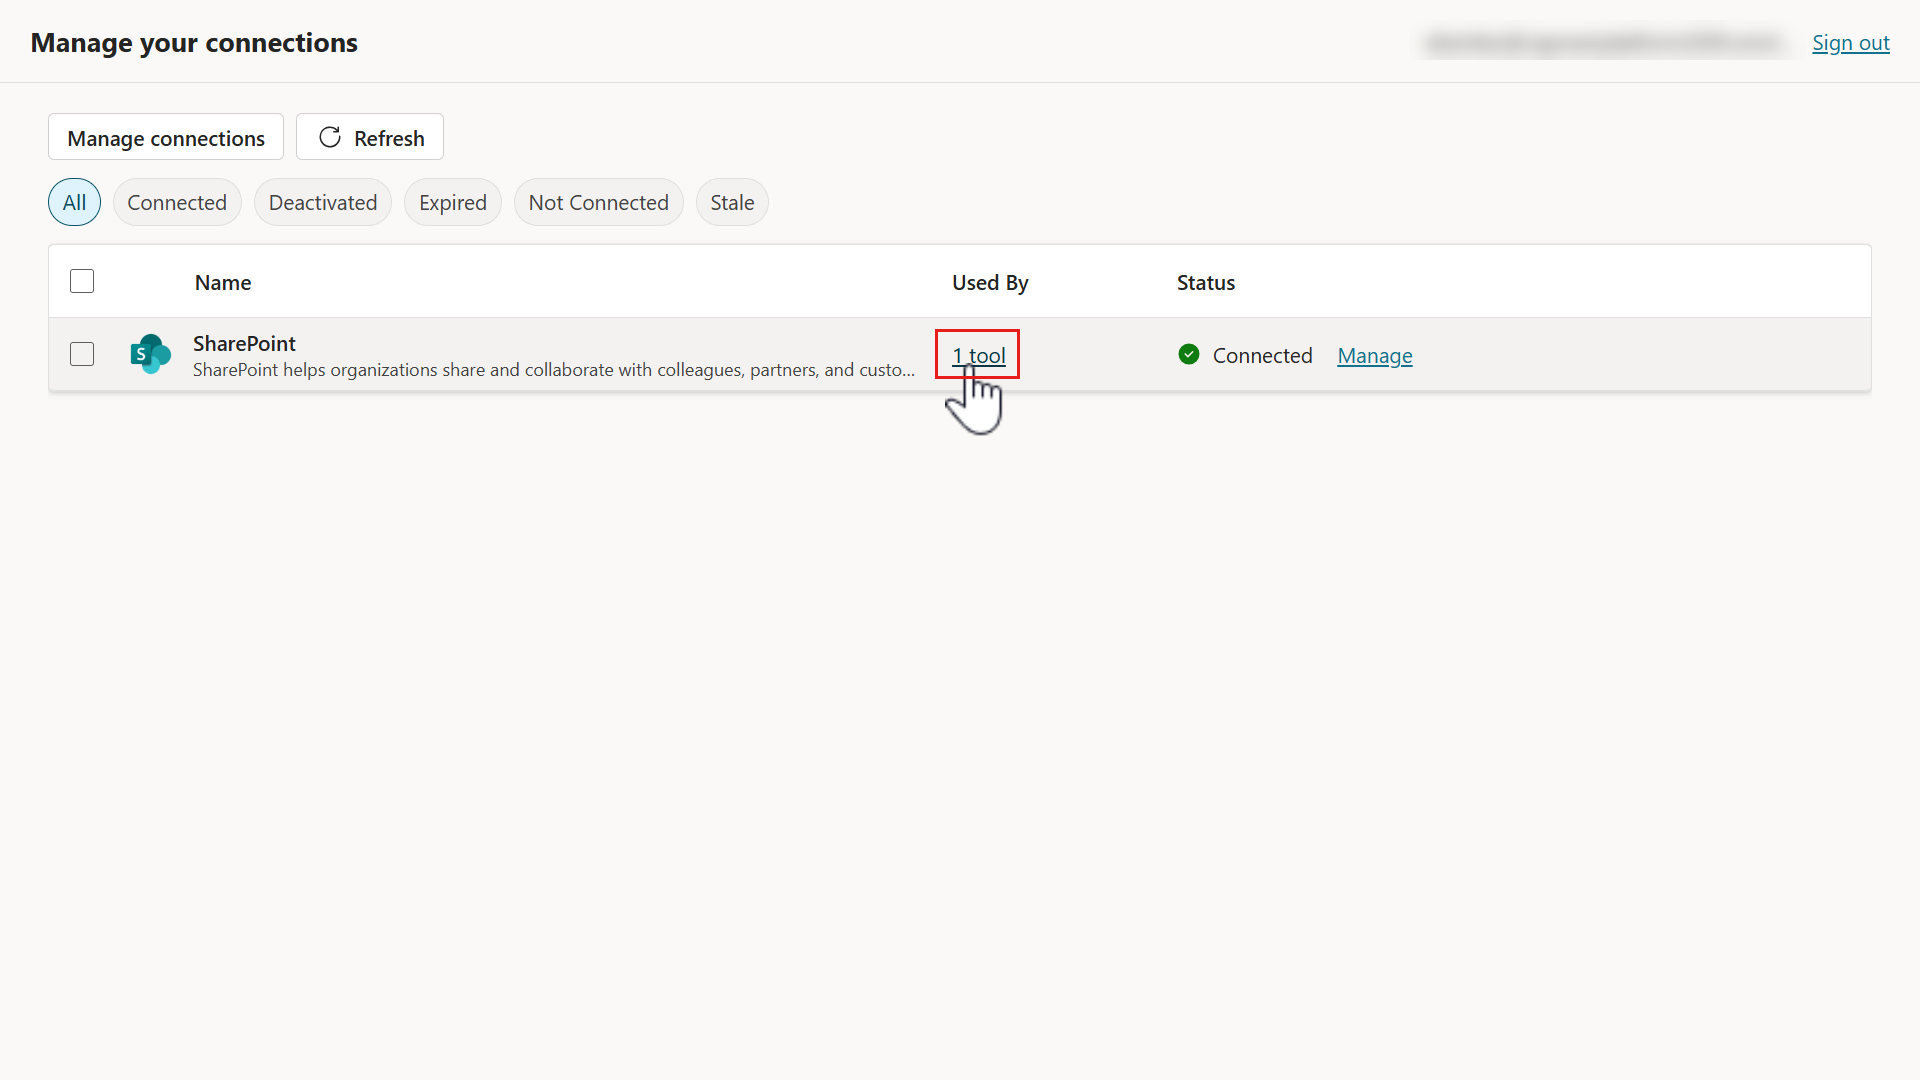 Manage your connections
Sign out
Manage connections
Refresh
All
Connected
Deactivated
Expired
Not Connected
Stale
Name
Used By
Status
S
SharePoint
SharePoint helps organizations share and collaborate with colleagues, partners, and custo...
1 tool
Connected
Manage